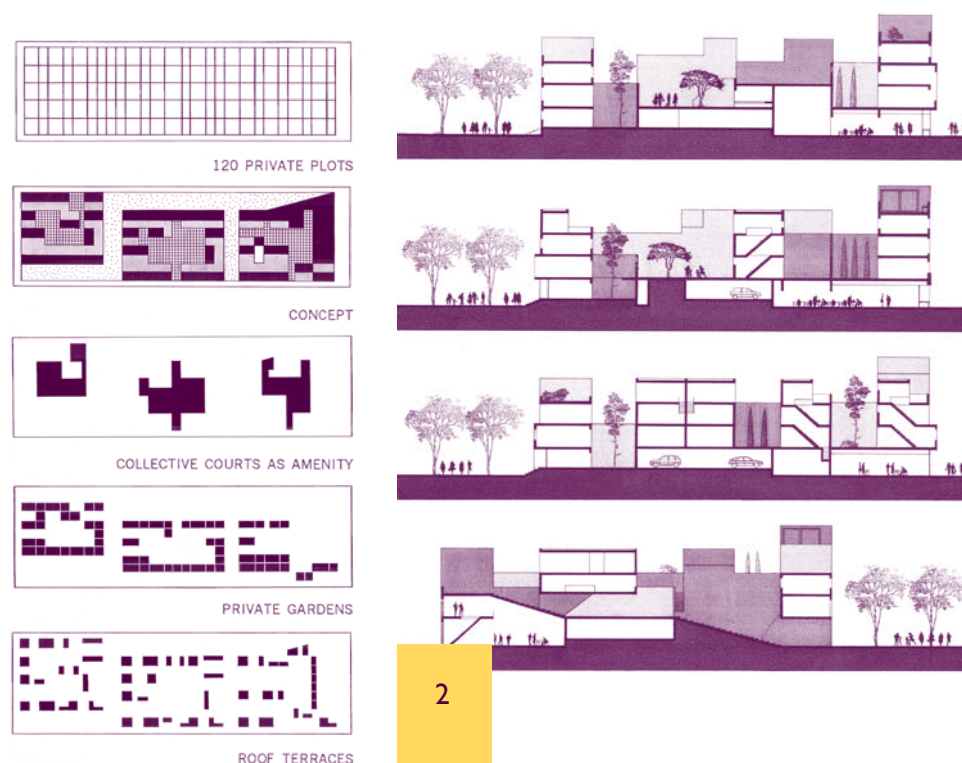 120 PRIVATE PLOTS
CONCEPT
COLLECTIVE COURTS AS AMENITY
PRIVATE GARDENS
ROOF TERRACES
2